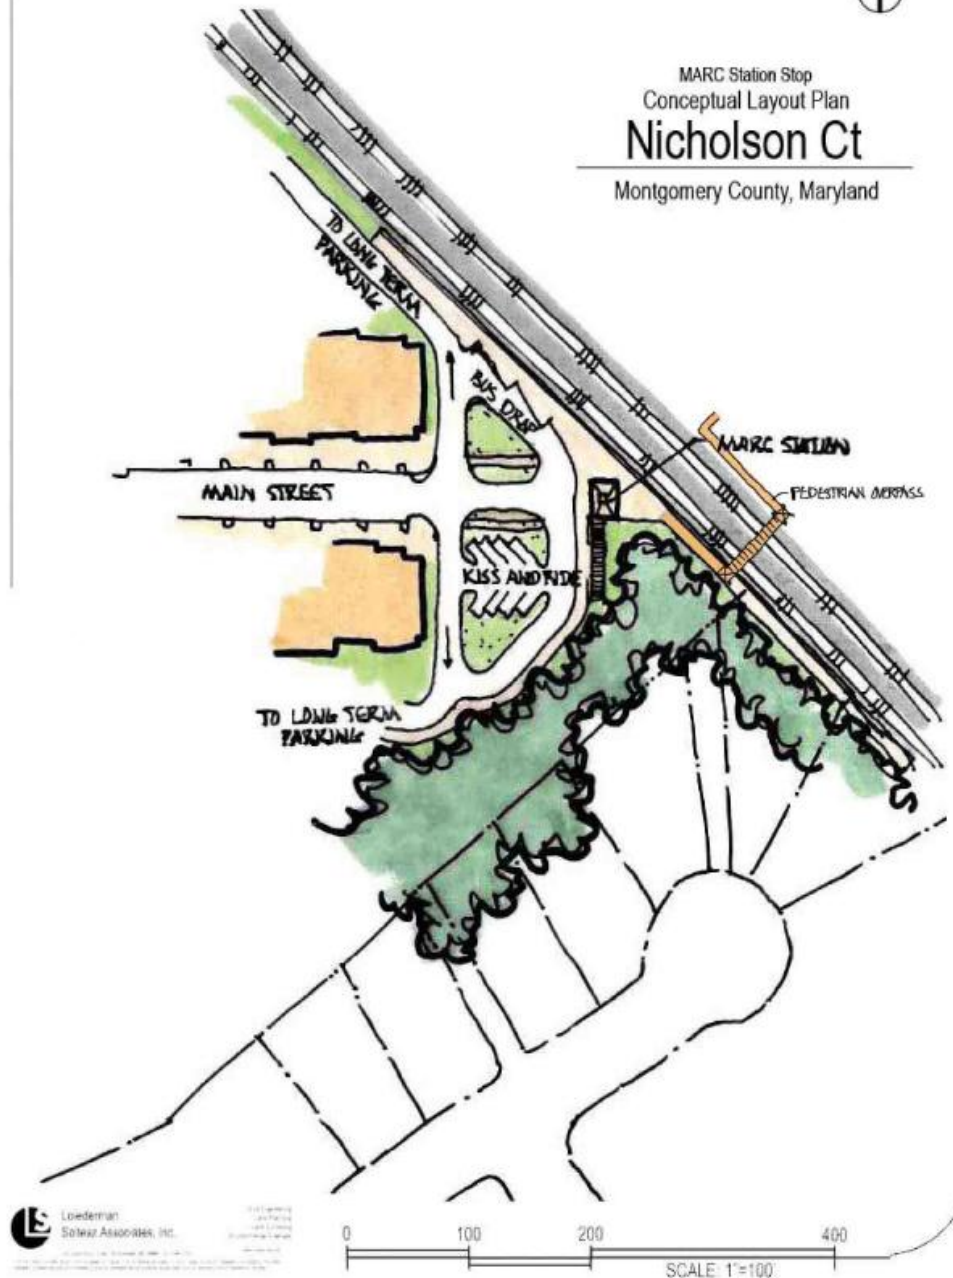 MARC Station Stop
Conceptual Layout Plan
Nicholson Ct
Montgomery County, Maryland
TO LONG TERM
PARKING
BUS DROP
MARC STATION
PEDESTRIAN OVERPASS
MAIN STREET
KISS AND RIDE
TO LONG TERM
PARKING
LS
Loiederman
Soltesz Associates, Inc.
0 100 200 400
SCALE: 1"=100